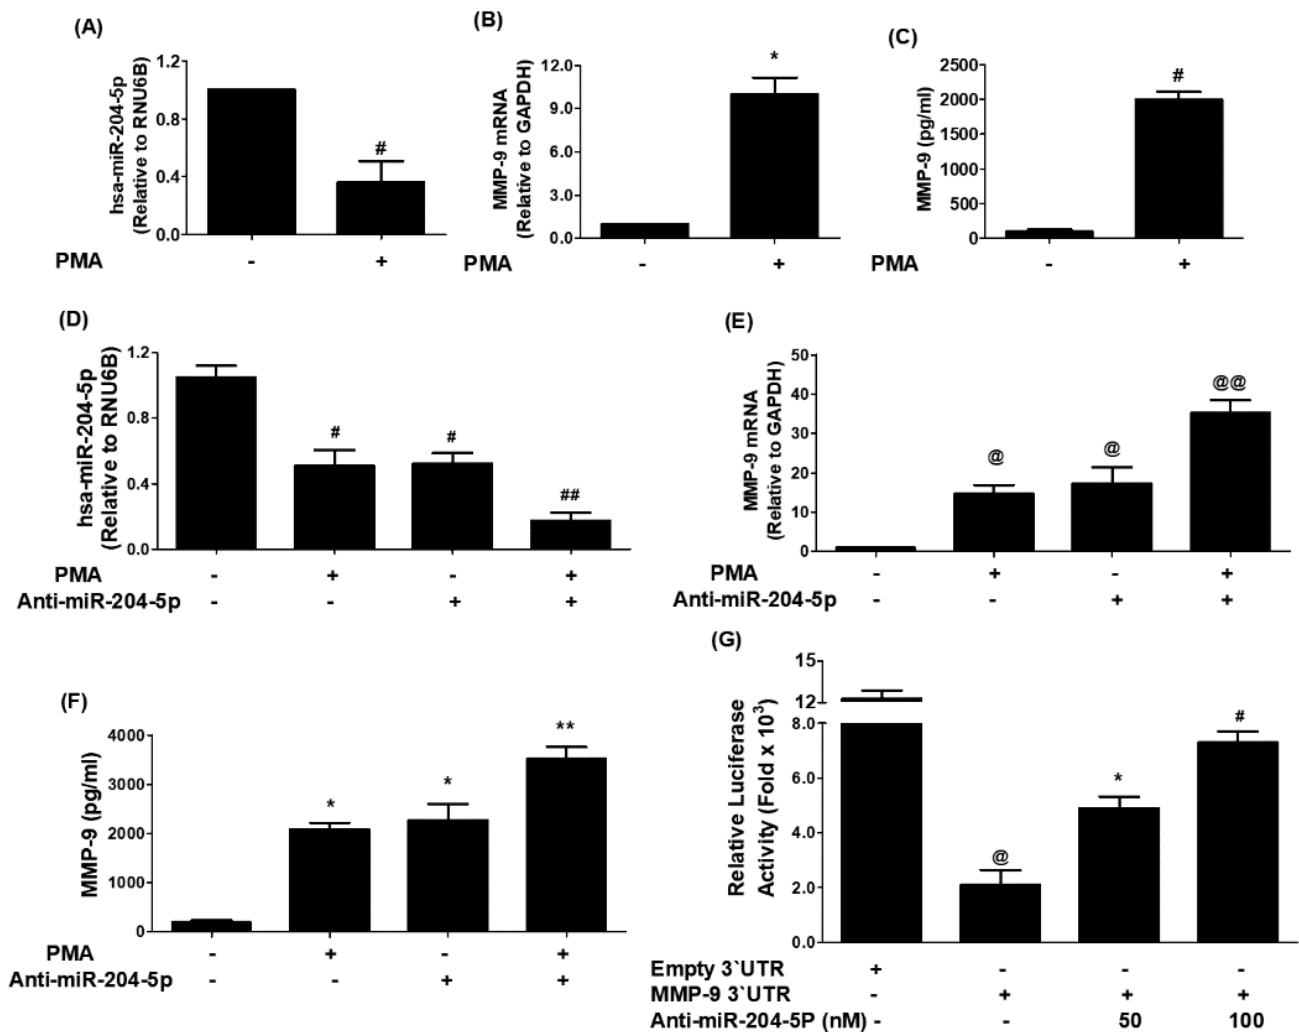 (A)
hsa-miR-204-5p
(Relative to RNU6B)
1.2
0.8
0.4
0.0
#
PMA - +
(B)
MMP-9 mRNA
(Relative to GAPDH)
12.0
9.0
6.0
3.0
0.0
*
PMA - +
(C)
MMP-9 (pg/ml)
2500
2000
1500
1000
500
0
#
PMA - +
(D)
hsa-miR-204-5p
(Relative to RNU6B)
1.2
0.8
0.4
0.0
# # ##
PMA - + - +
Anti-miR-204-5p - - + +
(E)
MMP-9 mRNA
(Relative to GAPDH)
50
40
30
20
10
0
@ @ @@
PMA - + - +
Anti-miR-204-5p - - + +
(F)
MMP-9 (pg/ml)
4000
3000
2000
1000
0
* * **
PMA - + - +
Anti-miR-204-5p - - + +
(G)
Relative Luciferase
Activity (Fold x 10³)
15
12
8.0
6.0
4.0
2.0
0.0
@ * #
Empty 3`UTR + - - -
MMP-9 3`UTR - + + +
Anti-miR-204-5P (nM) - - 50 100